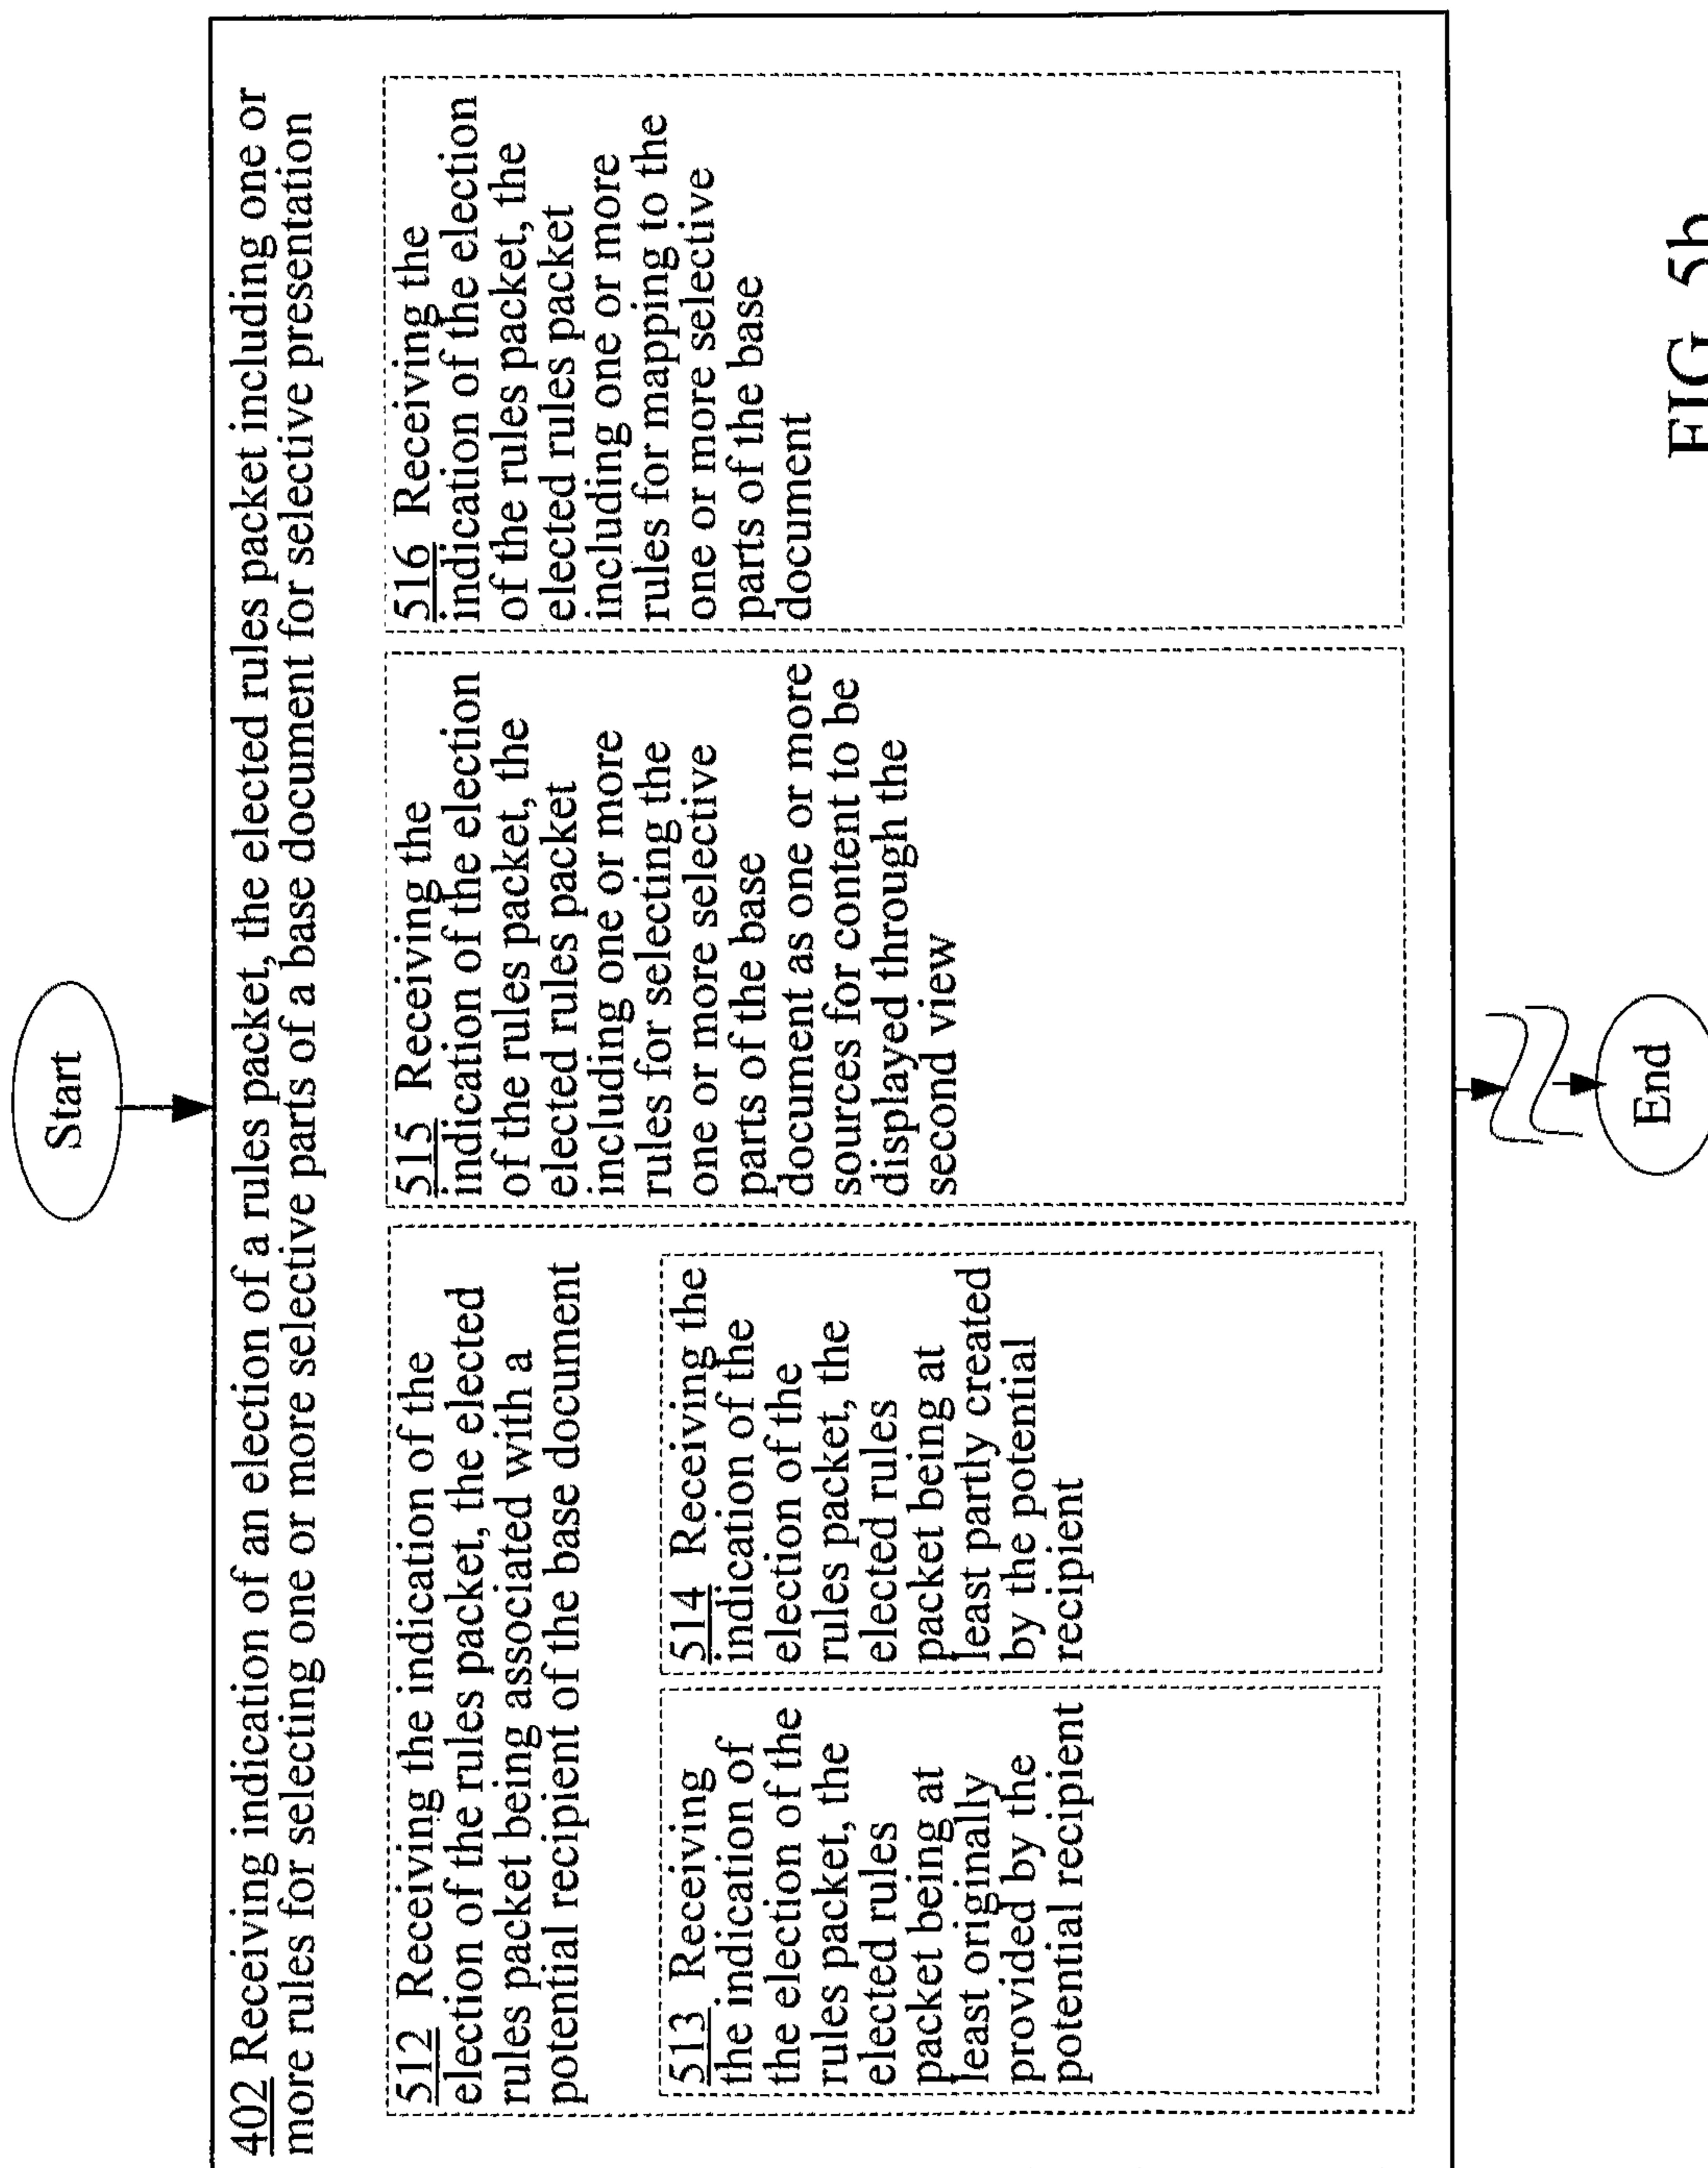 Start
402 Receiving indication of an election of a rules packet, the elected rules packet including one or
more rules for selecting one or more selective parts of a base document for selective presentation
512 Receiving the indication of the
election of the rules packet, the elected
rules packet being associated with a
potential recipient of the base document
513 Receiving
the indication of
the election of the
rules packet, the
elected rules
packet being at
least originally
provided by the
potential recipient
514 Receiving the
indication of the
election of the
rules packet, the
elected rules
packet being at
least partly created
by the potential
recipient
515 Receiving the
indication of the election
of the rules packet, the
elected rules packet
including one or more
rules for selecting the
one or more selective
parts of the base
document as one or more
sources for content to be
displayed through the
second view
516 Receiving the
indication of the election
of the rules packet, the
elected rules packet
including one or more
rules for mapping to the
one or more selective
parts of the base
document
End
FIG. 5b